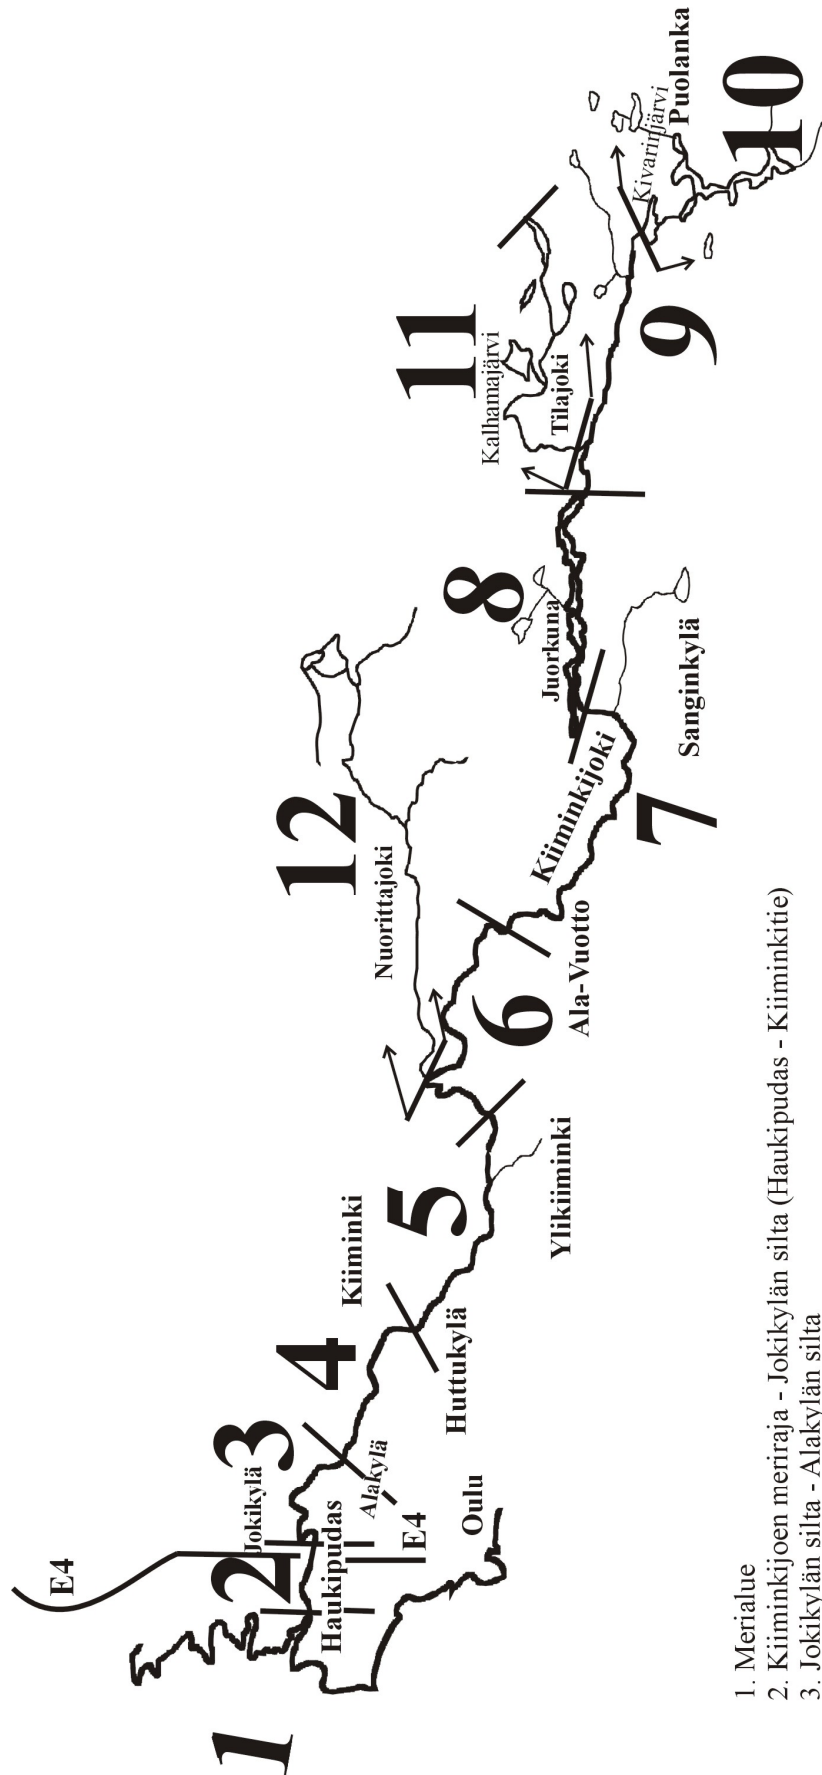 1
E4
2
Jokikylä
Haukipudas
3
Alakylä
E4
Oulu
4
Huttukylä
Kiiminki
5
Ylikiiminki
6
Ala-Vuotto
12
Nuorittajoki
Kiiminkijoki
7
Sanginkylä
8
Juorkuna
11
Kalhamajärvi
Tilajoki
9
Kivarinjärvi
Puolanka
10
1. Merialue
2. Kiiminkijoen meriraja - Jokikylän silta (Haukipudas - Kiiminkitie)
3. Jokikylän silta - Alakylän silta